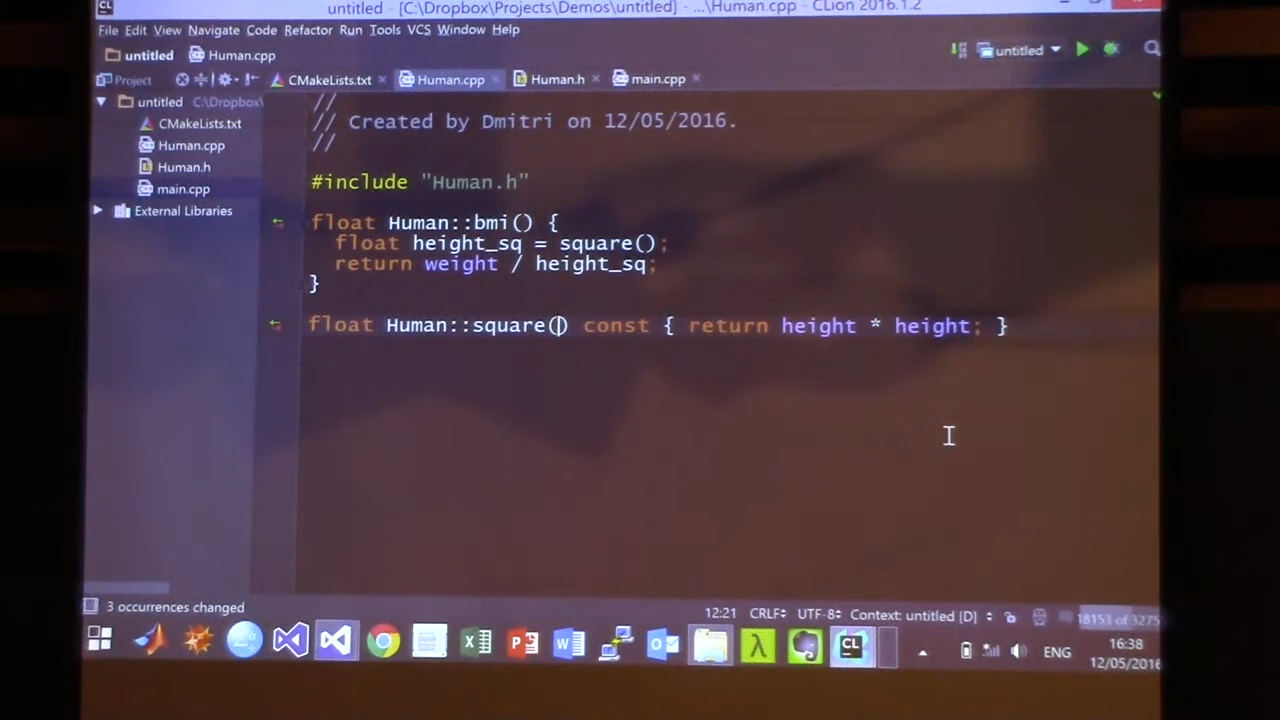 untitled - [C:\Dropbox\Projects\Demos\untitled] - ...\Human.cpp - CLion 2016.1.2
File Edit View Navigate Code Refactor Run Tools VCS Window Help
untitled Human.cpp untitled
Project CMakeLists.txt Human.cpp Human.h main.cpp
untitled C:\Dropbox\
CMakeLists.txt
Human.cpp
Human.h
main.cpp
External Libraries
//
// Created by Dmitri on 12/05/2016.
//
#include "Human.h"
float Human::bmi() {
float height_sq = square();
return weight / height_sq;
}
float Human::square() const { return height * height; }
3 occurrences changed 12:21 CRLF UTF-8 Context: untitled [D] 18153 of 3275
ENG 16:38
12/05/2016